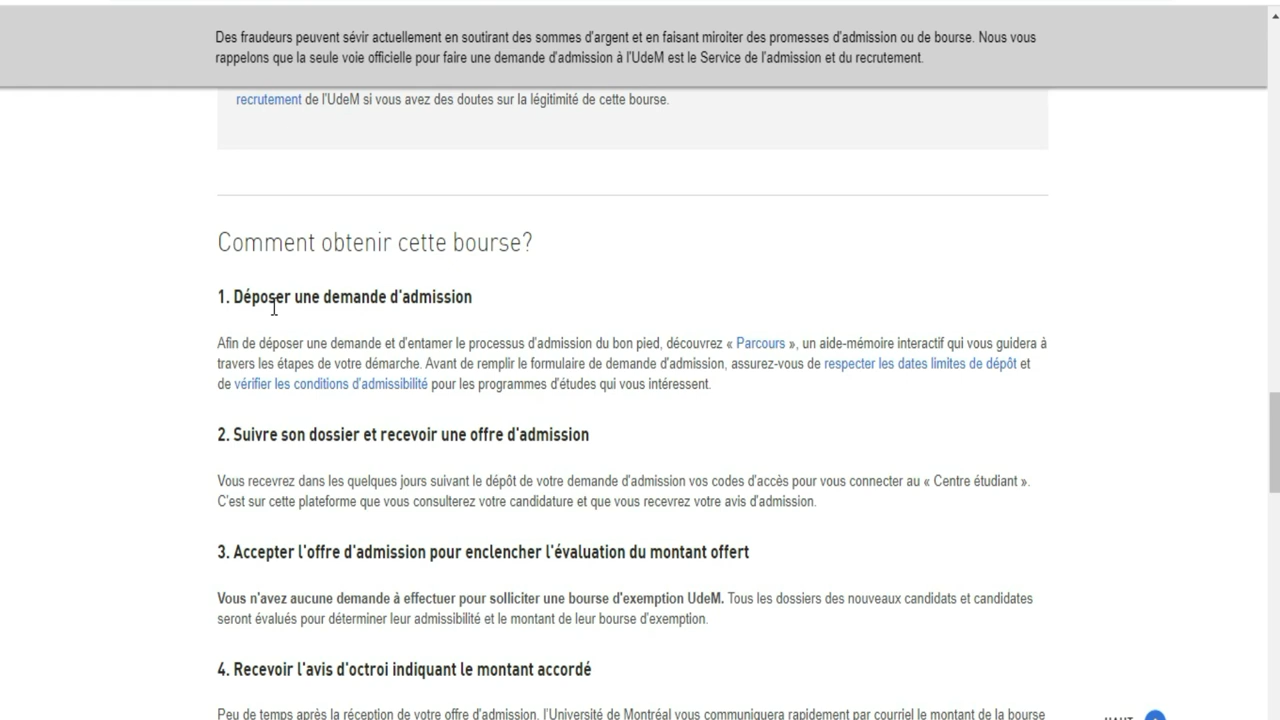 Des fraudeurs peuvent sévir actuellement en soutirant des sommes d'argent et en faisant miroiter des promesses d'admission ou de bourse. Nous vous
rappelons que la seule voie officielle pour faire une demande d'admission à l'UdeM est le Service de l'admission et du recrutement.
recrutement de l'UdeM si vous avez des doutes sur la légitimité de cette bourse.
Comment obtenir cette bourse?
1. Déposer une demande d'admission
Afin de déposer une demande et d'entamer le processus d'admission du bon pied, découvrez « Parcours », un aide-mémoire interactif qui vous guidera à
travers les étapes de votre démarche. Avant de remplir le formulaire de demande d'admission, assurez-vous de respecter les dates limites de dépôt et
de vérifier les conditions d'admissibilité pour les programmes d'études qui vous intéressent.
2. Suivre son dossier et recevoir une offre d'admission
Vous recevrez dans les quelques jours suivant le dépôt de votre demande d'admission vos codes d'accès pour vous connecter au « Centre étudiant ».
C'est sur cette plateforme que vous consulterez votre candidature et que vous recevrez votre avis d'admission.
3. Accepter l'offre d'admission pour enclencher l'évaluation du montant offert
Vous n'avez aucune demande à effectuer pour solliciter une bourse d'exemption UdeM. Tous les dossiers des nouveaux candidats et candidates
seront évalués pour déterminer leur admissibilité et le montant de leur bourse d'exemption.
4. Recevoir l'avis d'octroi indiquant le montant accordé
Peu de temps après la réception de votre offre d'admission, l'Université de Montréal vous communiquera rapidement par courriel le montant de la bourse
HAUT